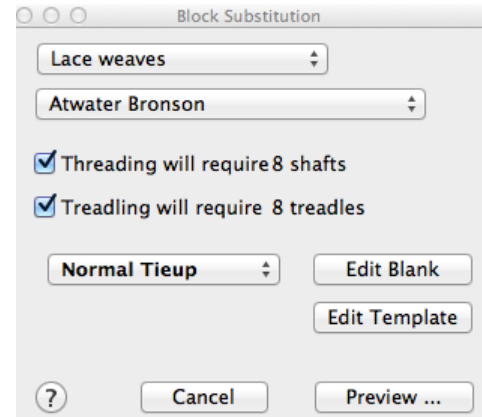 Block Substitution
Lace weaves
Atwater Bronson
Threading will require 8 shafts
Treadling will require 8 treadles
Normal Tieup
Edit Blank
Edit Template
?
Cancel
Preview ...